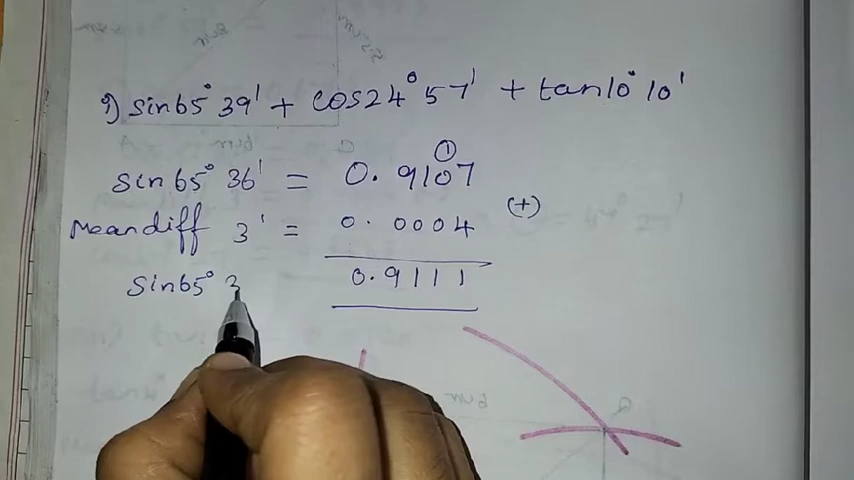 9) sin65° 39' + cos24° 57' + tan10° 10'
①
sin65° 36' = 0.9107
Mean diff 3' = 0.0004 (+)
sin65° 3 0.9111